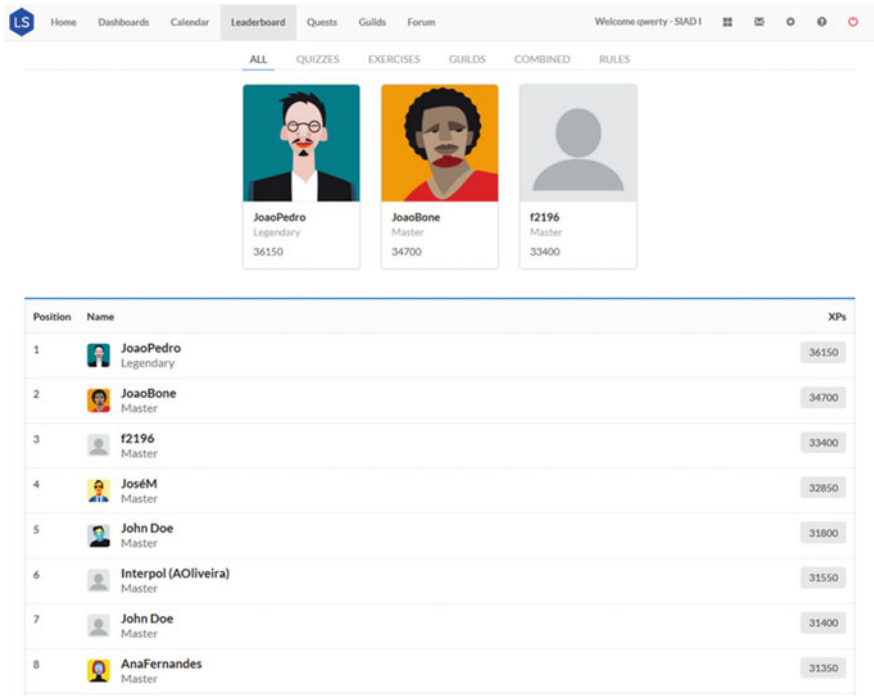 LS Home Dashboards Calendar Leaderboard Quests Guilds Forum Welcome qwerty - SIAD I
ALL QUIZZES EXERCISES GUILDS COMBINED RULES
JoaoPedro
Legendary
36150
JoaoBone
Master
34700
f2196
Master
33400
Position Name XPs
1 JoaoPedro 36150
Legendary
2 JoaoBone 34700
Master
3 f2196 33400
Master
4 JoséM 32850
Master
5 John Doe 31800
Master
6 Interpol (AOliveira) 31550
Master
7 John Doe 31400
Master
8 AnaFernandes 31350
Master